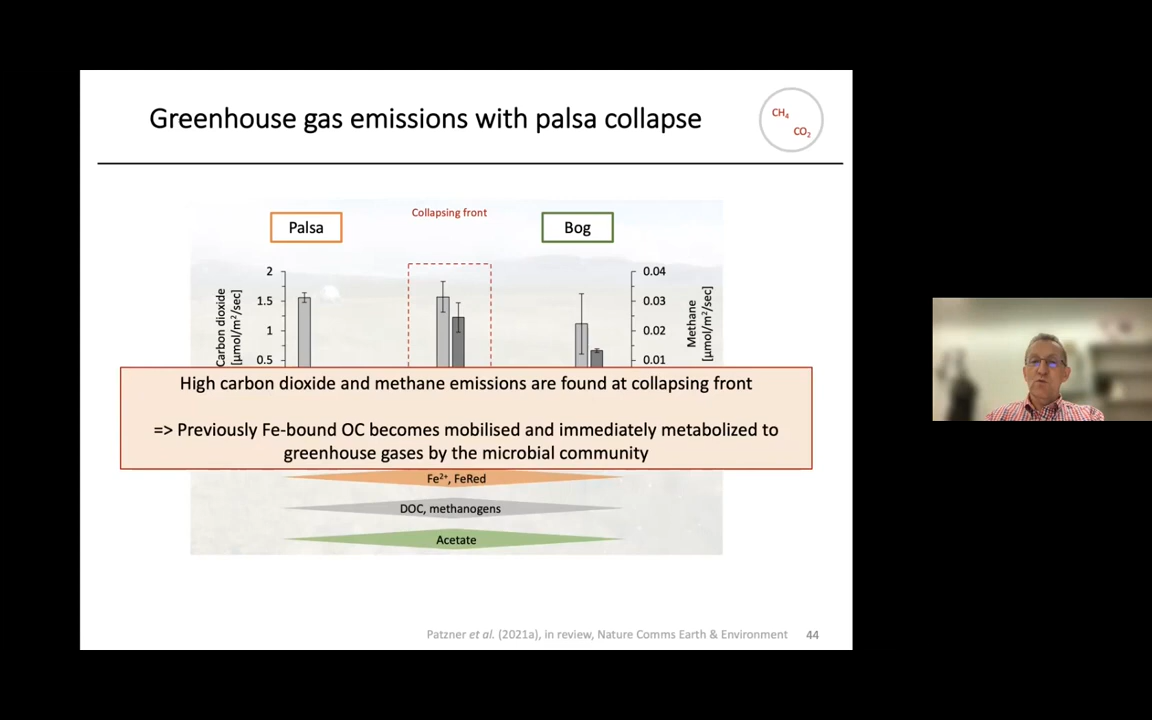 Greenhouse gas emissions with palsa collapse
CH₄
CO₂
Palsa
Collapsing front
Bog
Carbon dioxide
[µmol/m²/sec]
2
1.5
1
0.5
0.04
0.03
0.02
0.01
Methane
[µmol/m²/sec]
High carbon dioxide and methane emissions are found at collapsing front
=> Previously Fe-bound OC becomes mobilised and immediately metabolized to
greenhouse gases by the microbial community
Fe²⁺, FeRed
DOC, methanogens
Acetate
Patzner et al. (2021a), in review, Nature Comms Earth & Environment 44